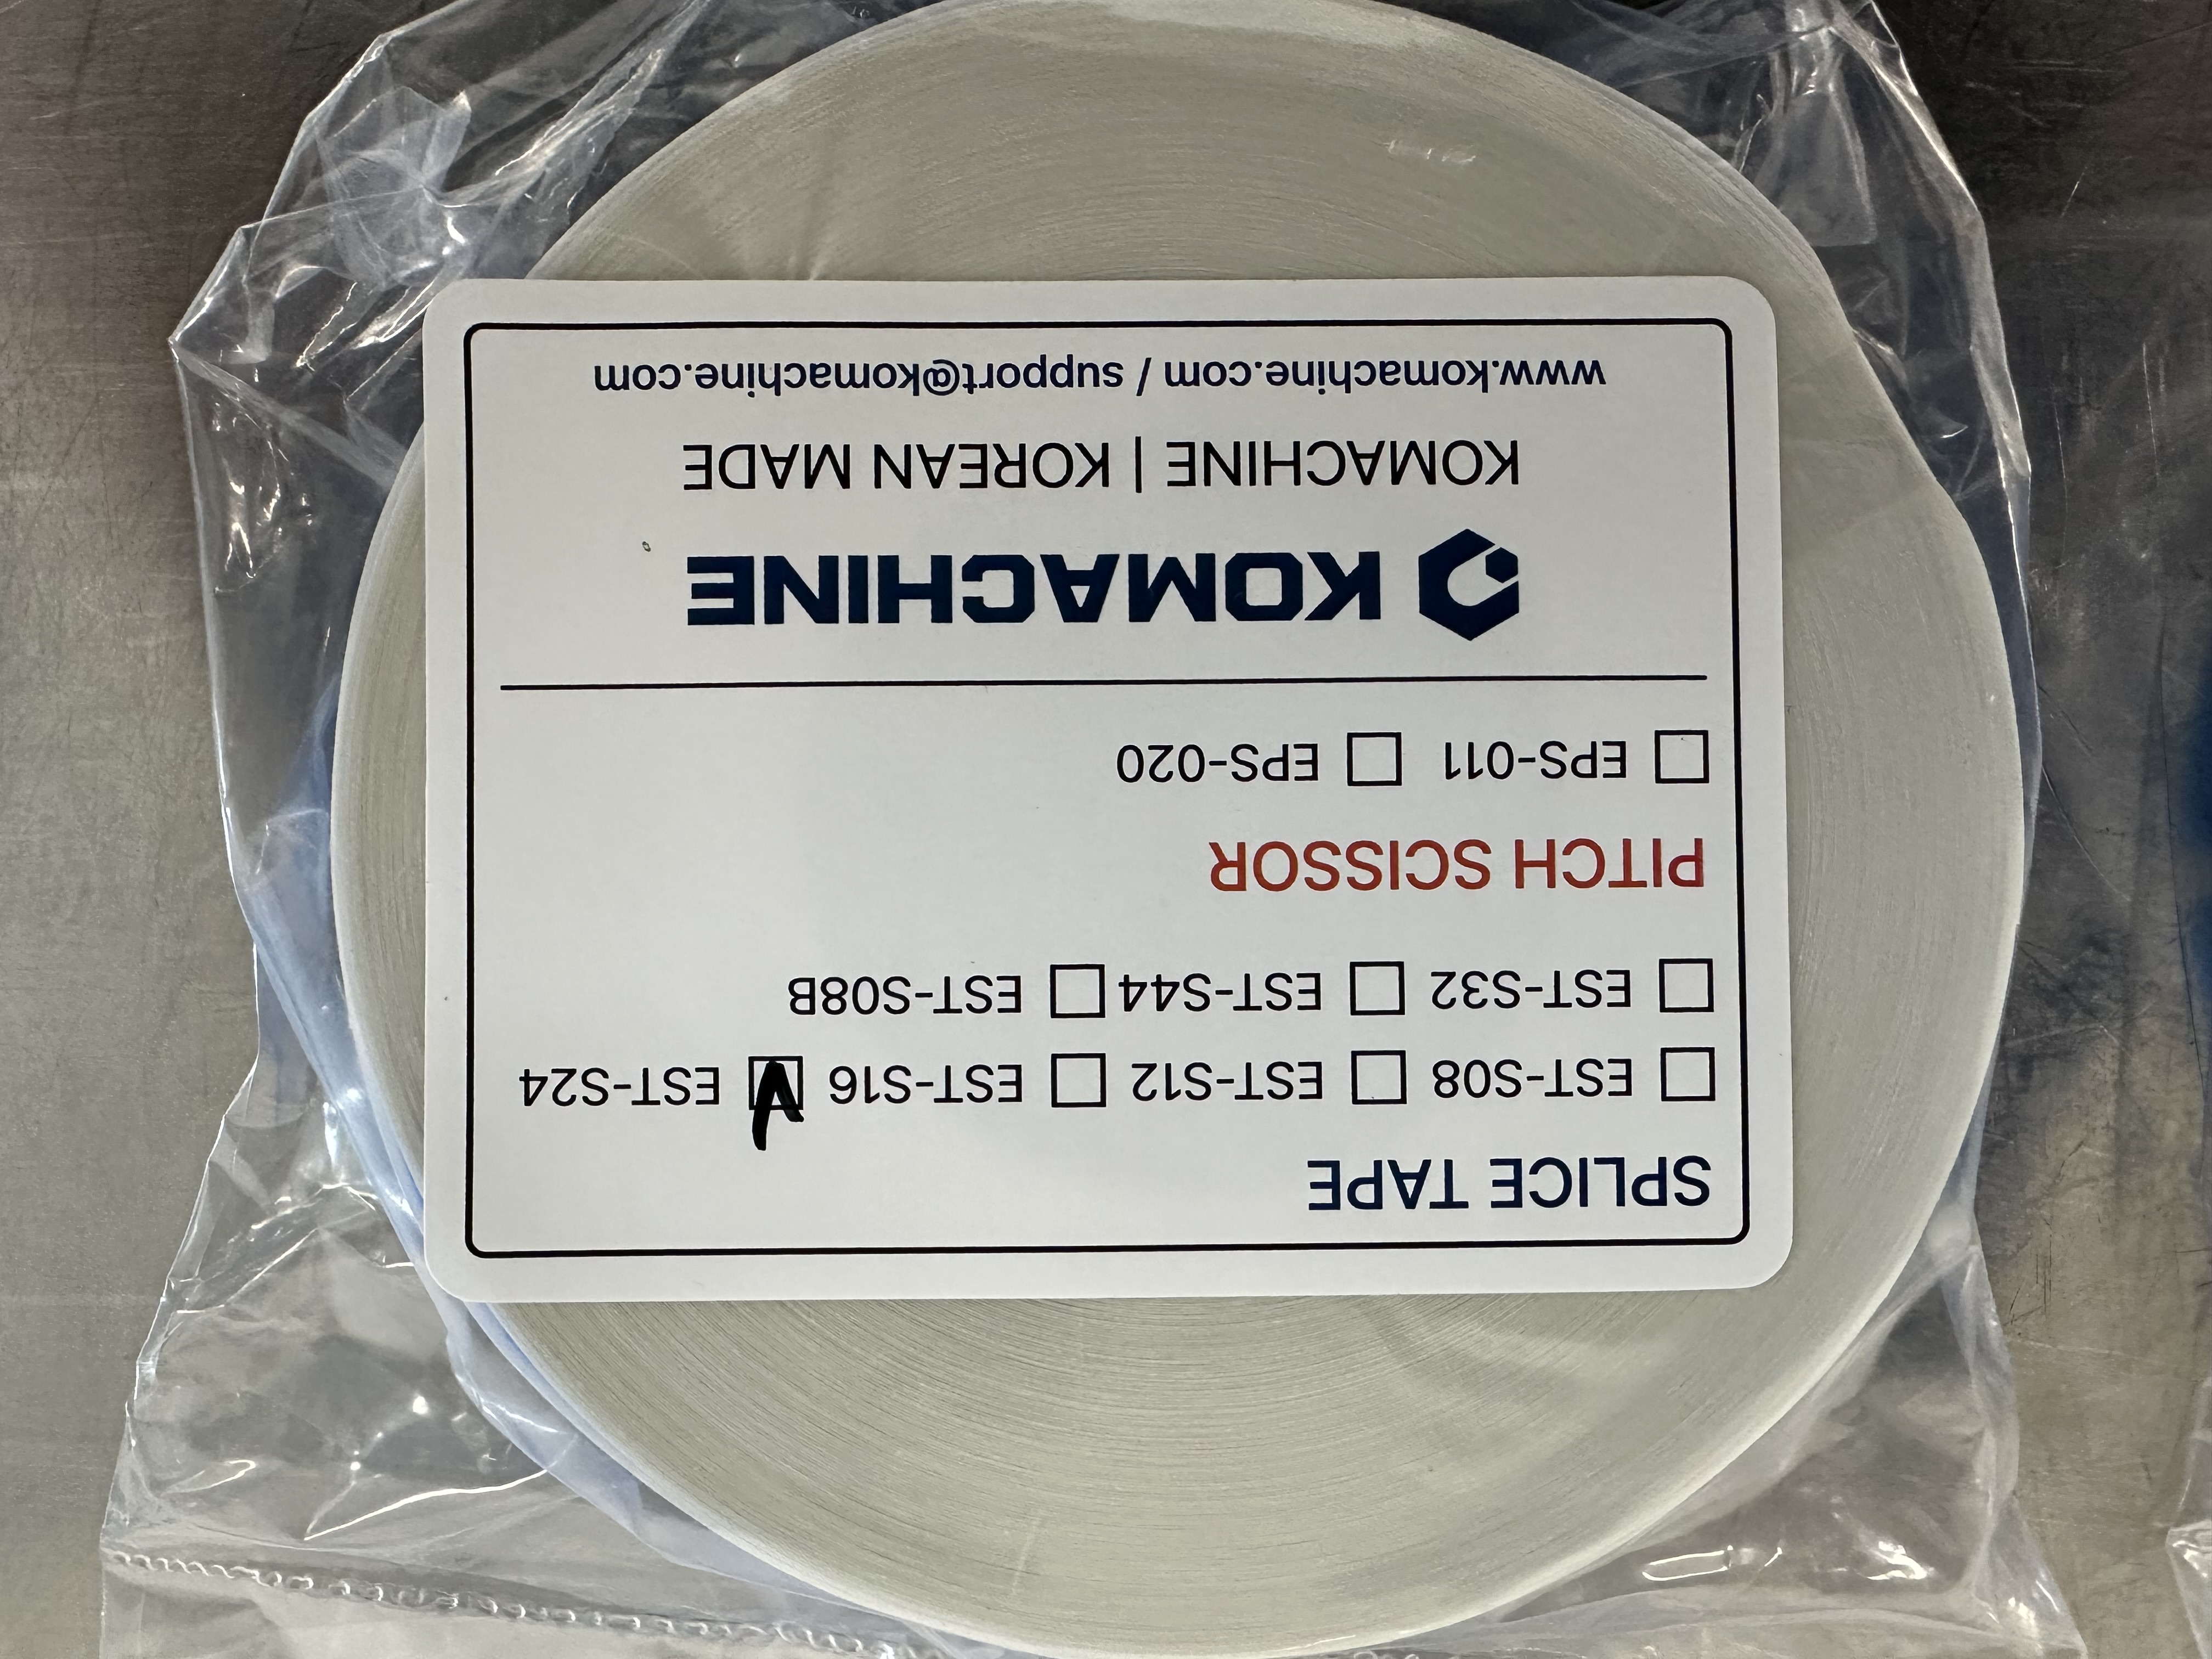 SPLICE TAPE
☐ EST-S08 ☐ EST-S12 ☐ EST-S16 ☑ EST-S24
☐ EST-S32 ☐ EST-S44 ☐ EST-S08B
PITCH SCISSOR
☐ EPS-011 ☐ EPS-020
KOMACHINE
KOMACHINE | KOREAN MADE
www.komachine.com / support@komachine.com